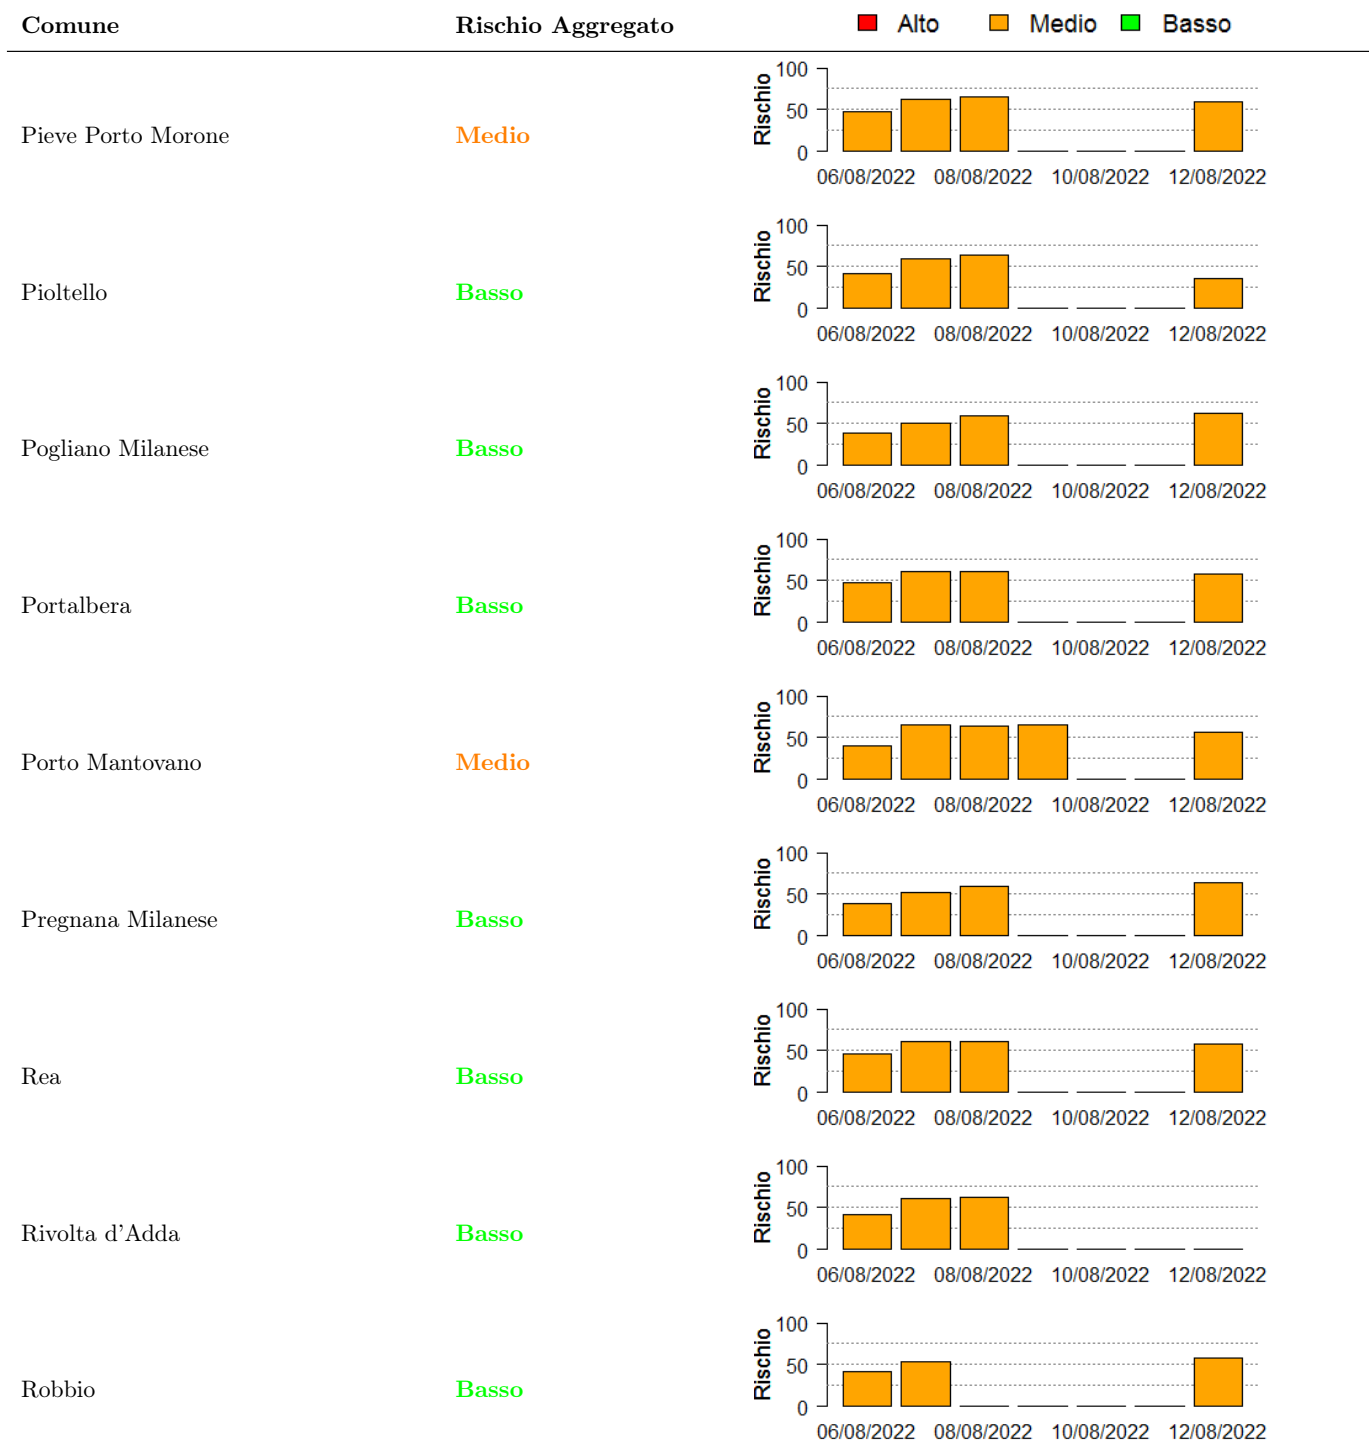 Comune Rischio Aggregato Alto Medio Basso
Pieve Porto Morone Medio Rischio 100 50 0
06/08/2022 08/08/2022 10/08/2022 12/08/2022
Pioltello Basso Rischio 100 50 0
06/08/2022 08/08/2022 10/08/2022 12/08/2022
Pogliano Milanese Basso Rischio 100 50 0
06/08/2022 08/08/2022 10/08/2022 12/08/2022
Portalbera Basso Rischio 100 50 0
06/08/2022 08/08/2022 10/08/2022 12/08/2022
Porto Mantovano Medio Rischio 100 50 0
06/08/2022 08/08/2022 10/08/2022 12/08/2022
Pregnana Milanese Basso Rischio 100 50 0
06/08/2022 08/08/2022 10/08/2022 12/08/2022
Rea Basso Rischio 100 50 0
06/08/2022 08/08/2022 10/08/2022 12/08/2022
Rivolta d'Adda Basso Rischio 100 50 0
06/08/2022 08/08/2022 10/08/2022 12/08/2022
Robbio Basso Rischio 100 50 0
06/08/2022 08/08/2022 10/08/2022 12/08/2022